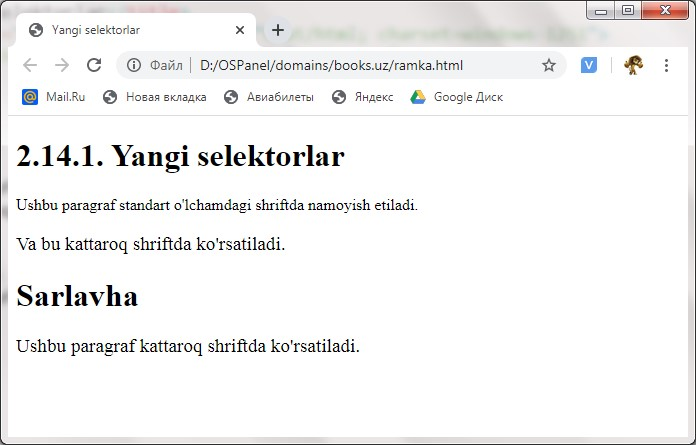 Yangi selektorlar
Файл | D:/OSPanel/domains/books.uz/ramka.html
Mail.Ru Новая вкладка Авиабилеты Яндекс Google Диск
2.14.1. Yangi selektorlar
Ushbu paragraf standart o'lchamdagi shriftda namoyish etiladi.
Va bu kattaroq shriftda ko'rsatiladi.
Sarlavha
Ushbu paragraf kattaroq shriftda ko'rsatiladi.